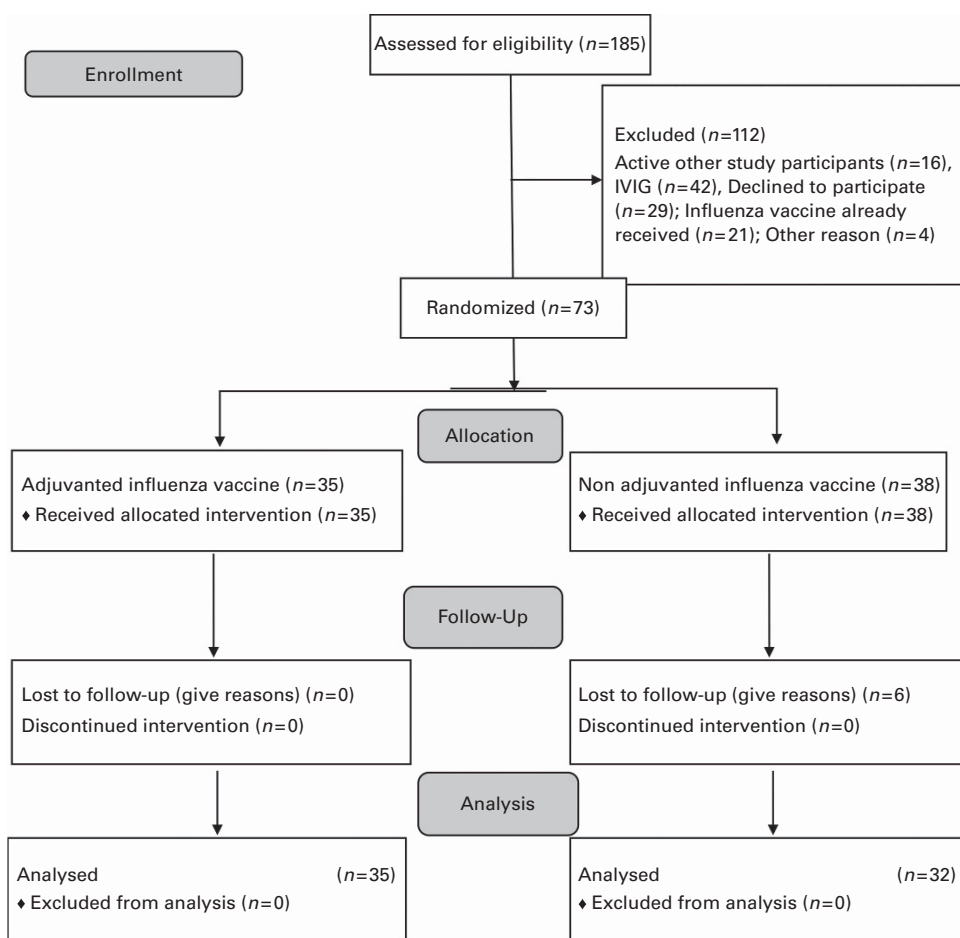 Assessed for eligibility (n=185)
Enrollment
Excluded (n=112)
Active other study participants (n=16),
IVIG (n=42), Declined to participate
(n=29); Influenza vaccine already
received (n=21); Other reason (n=4)
Randomized (n=73)
Allocation
Adjuvanted influenza vaccine (n=35)
♦ Received allocated intervention (n=35)
Non adjuvanted influenza vaccine (n=38)
♦ Received allocated intervention (n=38)
Follow-Up
Lost to follow-up (give reasons) (n=0)
Discontinued intervention (n=0)
Lost to follow-up (give reasons) (n=6)
Discontinued intervention (n=0)
Analysis
Analysed (n=35)
♦ Excluded from analysis (n=0)
Analysed (n=32)
♦ Excluded from analysis (n=0)